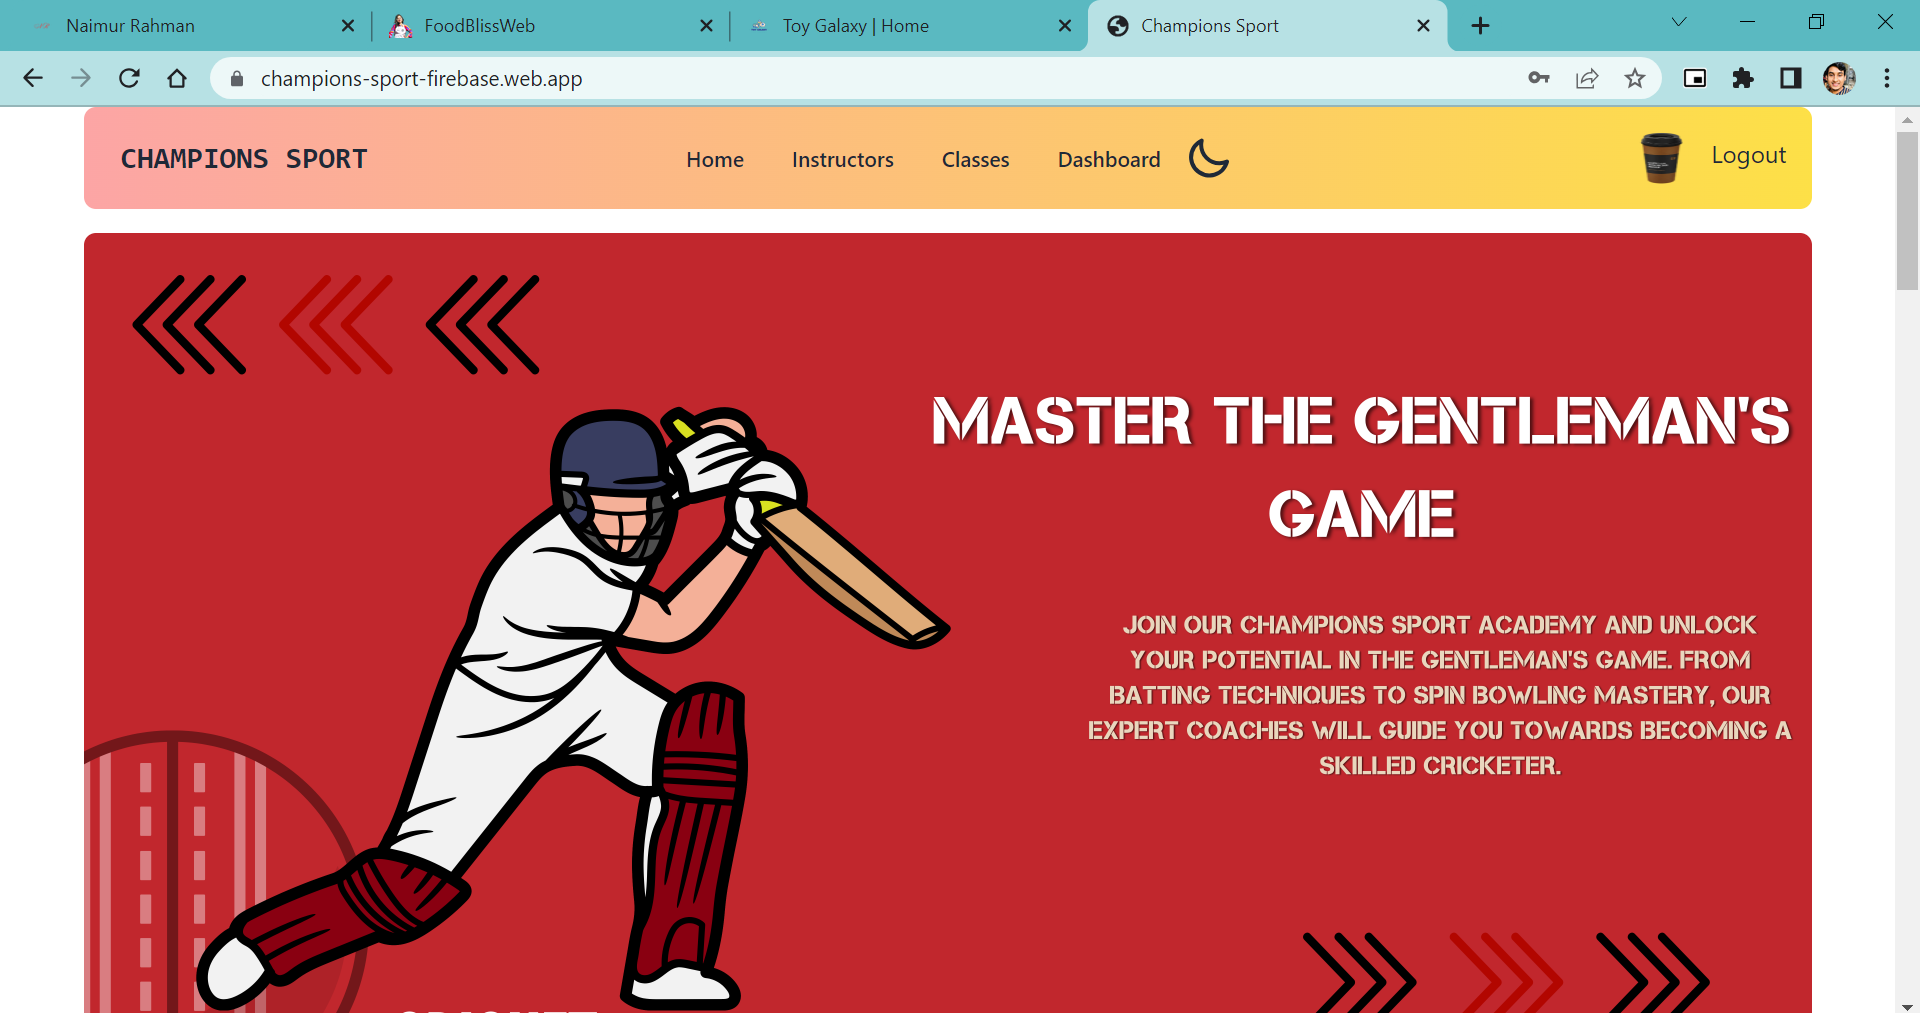 Naimur Rahman
FoodBlissWeb
Toy Galaxy | Home
Champions Sport
champions-sport-firebase.web.app
CHAMPIONS SPORT
Home
Instructors
Classes
Dashboard
Logout
MASTER THE GENTLEMAN'S
GAME
JOIN OUR CHAMPIONS SPORT ACADEMY AND UNLOCK
YOUR POTENTIAL IN THE GENTLEMAN'S GAME. FROM
BATTING TECHNIQUES TO SPIN BOWLING MASTERY, OUR
EXPERT COACHES WILL GUIDE YOU TOWARDS BECOMING A
SKILLED CRICKETER.